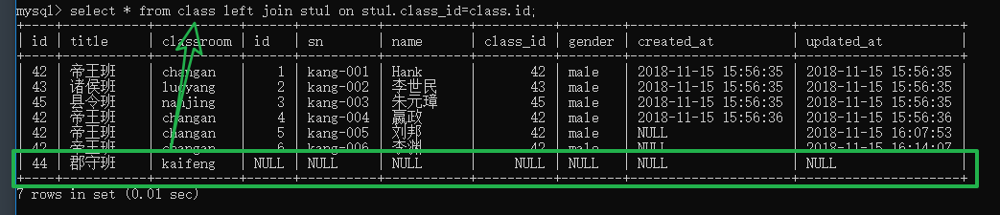 mysql> select * from class left join stu1 on stu1.class_id=class.id;
| id | title | classroom | id | sn | name | class_id | gender | created_at | updated_at |
| 42 | 帝王班 | changan | 1 | kang-001 | Hank | 42 | male | 2018-11-15 15:56:35 | 2018-11-15 15:56:35 |
| 43 | 诸侯班 | luoyang | 2 | kang-002 | 李世民 | 43 | male | 2018-11-15 15:56:35 | 2018-11-15 15:56:35 |
| 45 | 县令班 | nanjing | 3 | kang-003 | 朱元璋 | 45 | male | 2018-11-15 15:56:35 | 2018-11-15 15:56:35 |
| 42 | 帝王班 | changan | 4 | kang-004 | 嬴政 | 42 | male | 2018-11-15 15:56:36 | 2018-11-15 15:56:36 |
| 42 | 帝王班 | changan | 5 | kang-005 | 刘邦 | 42 | male | NULL | 2018-11-15 16:07:53 |
| 42 | 帝王班 | changan | 6 | kang-006 | 李渊 | 42 | male | NULL | 2018-11-15 16:14:07 |
| 44 | 郡守班 | kaifeng | NULL | NULL | NULL | NULL | NULL | NULL | NULL |
7 rows in set (0.01 sec)